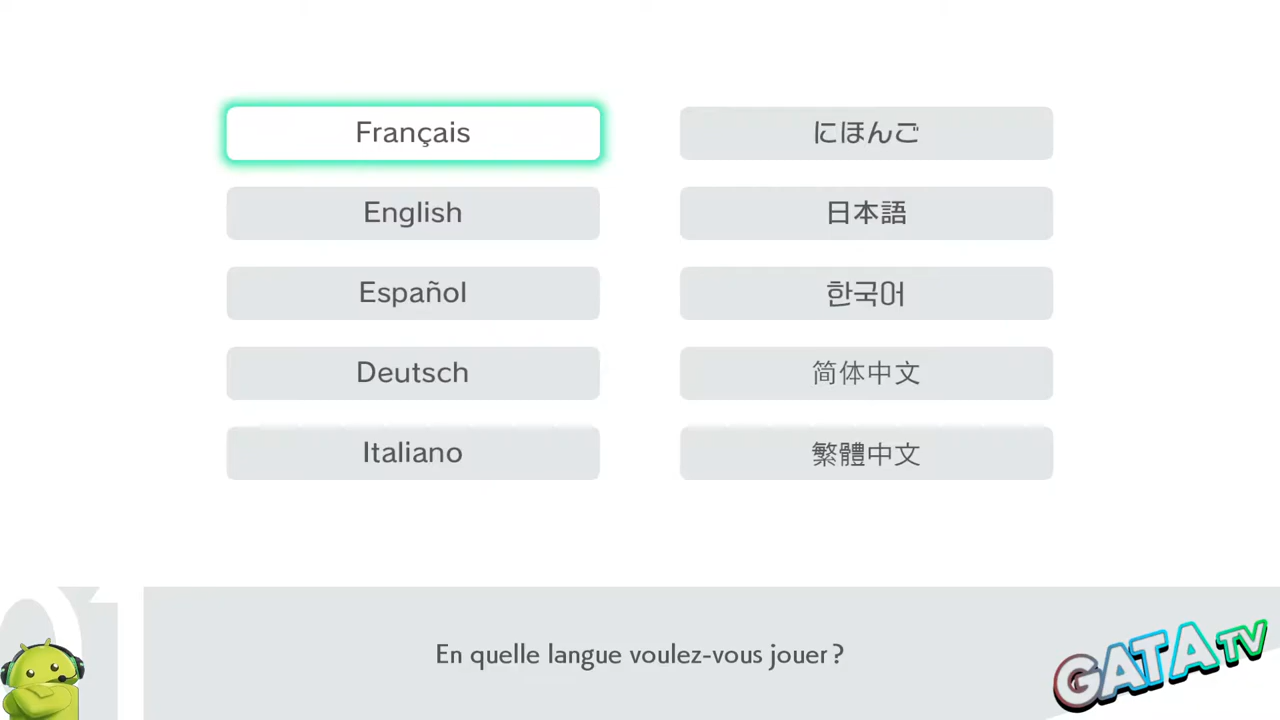 Français
English
Español
Deutsch
Italiano
にほんご
日本語
한국어
简体中文
繁體中文
01
En quelle langue voulez-vous jouer ?
GATA TV